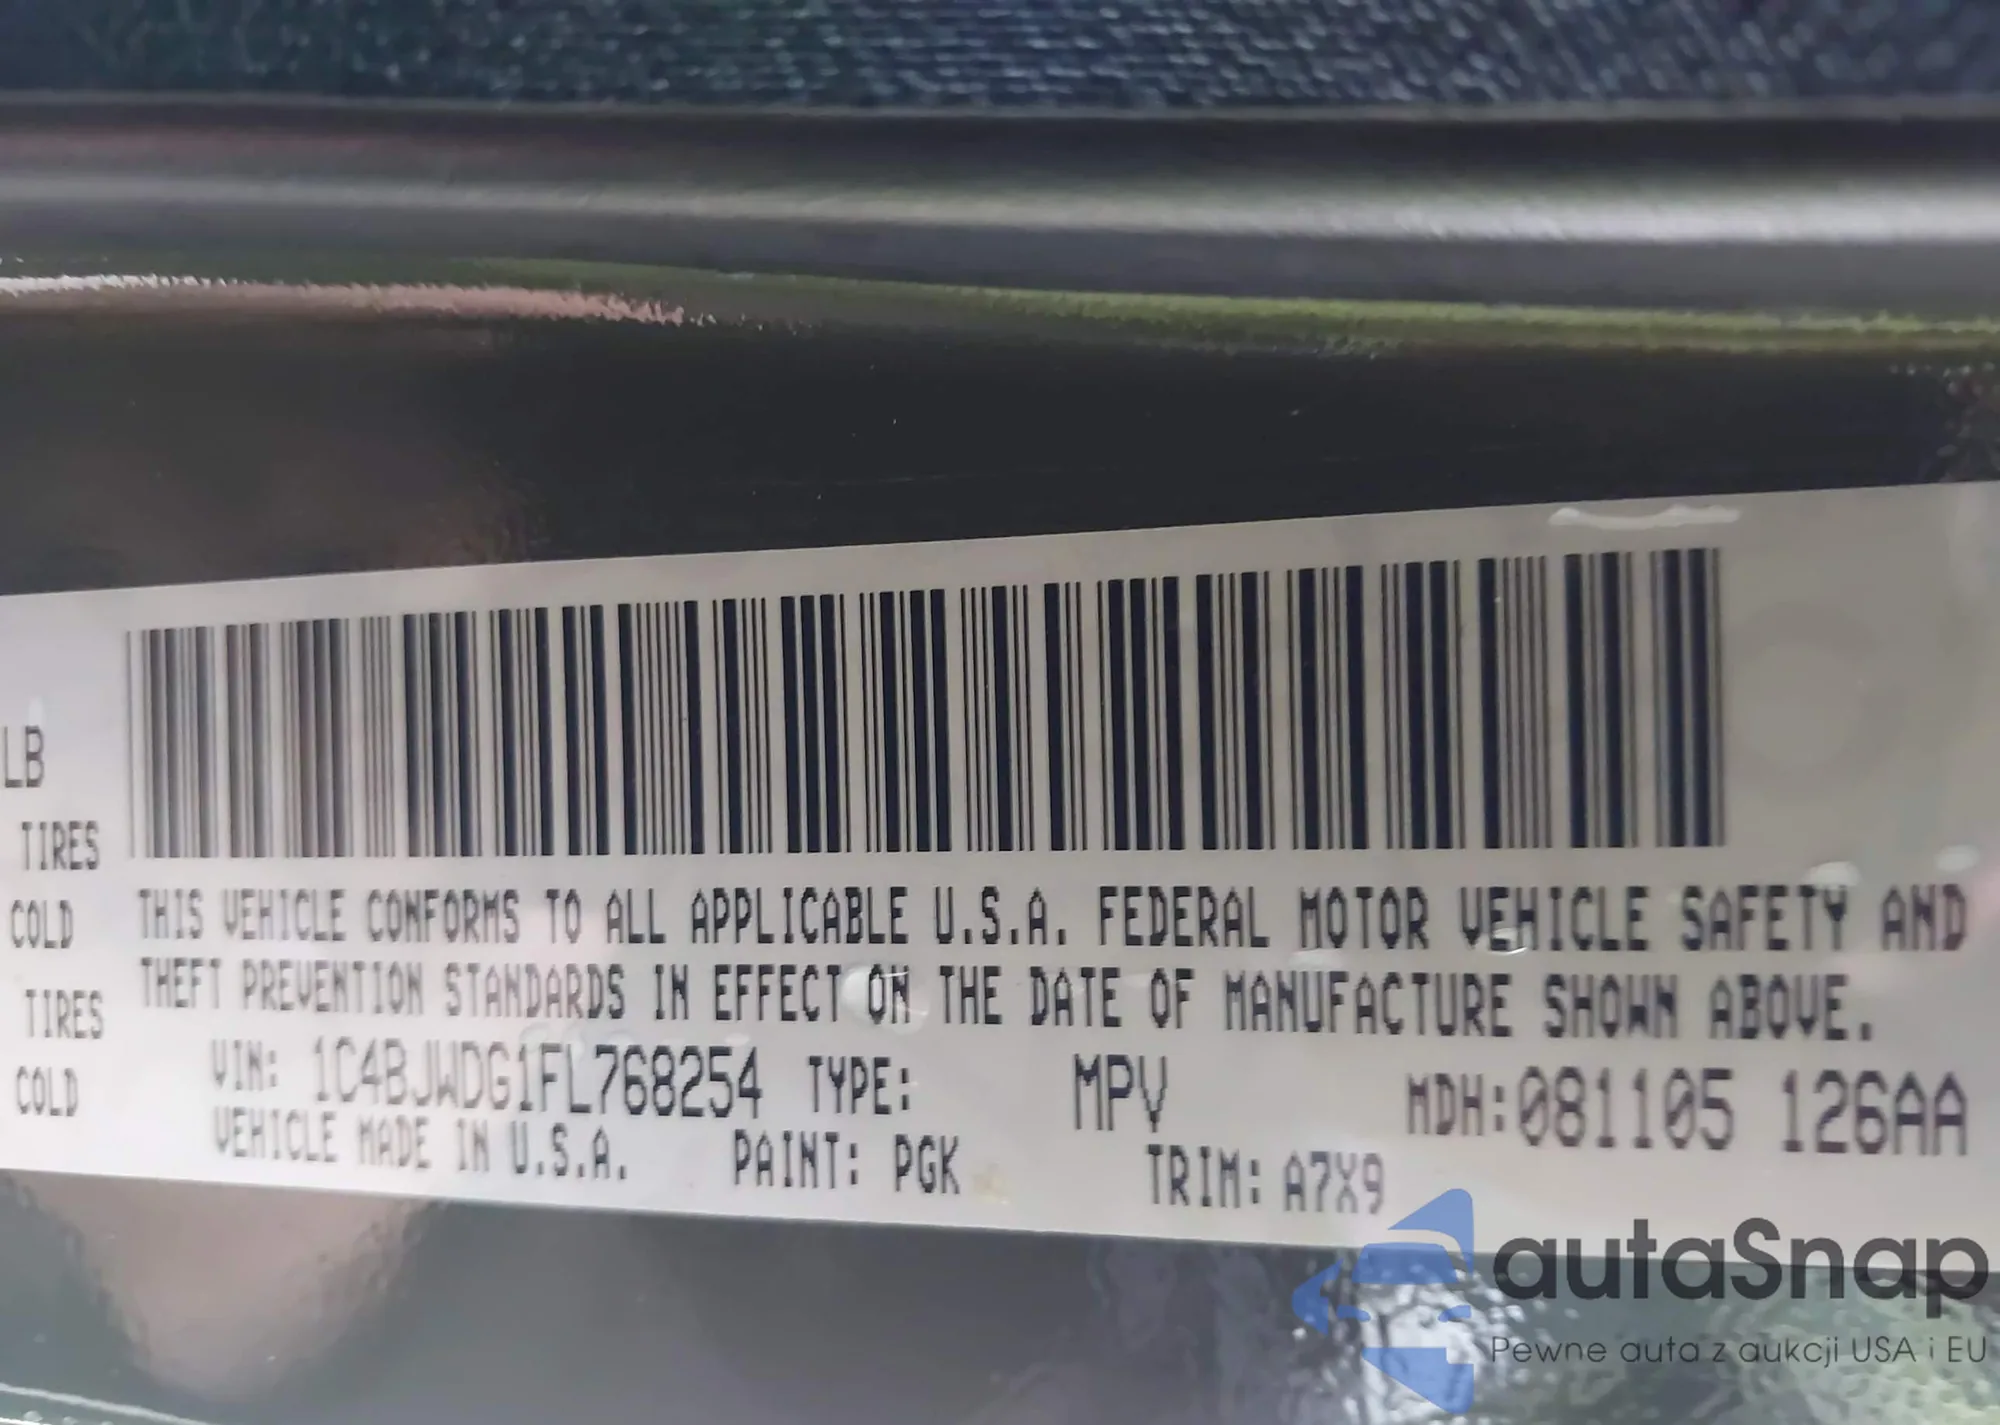 LB
TIRES
COLD
TIRES
COLD
THIS VEHICLE CONFORMS TO ALL APPLICABLE U.S.A. FEDERAL MOTOR VEHICLE SAFETY AND
THEFT PREVENTION STANDARDS IN EFFECT ON THE DATE OF MANUFACTURE SHOWN ABOVE.
VIN: 1C4BJWDG1FL768254 TYPE: MPV MDH:081105 126AA
VEHICLE MADE IN U.S.A. PAINT: PGK TRIM: A7X9
autaSnap
Pewne auta z aukcji USA i EU